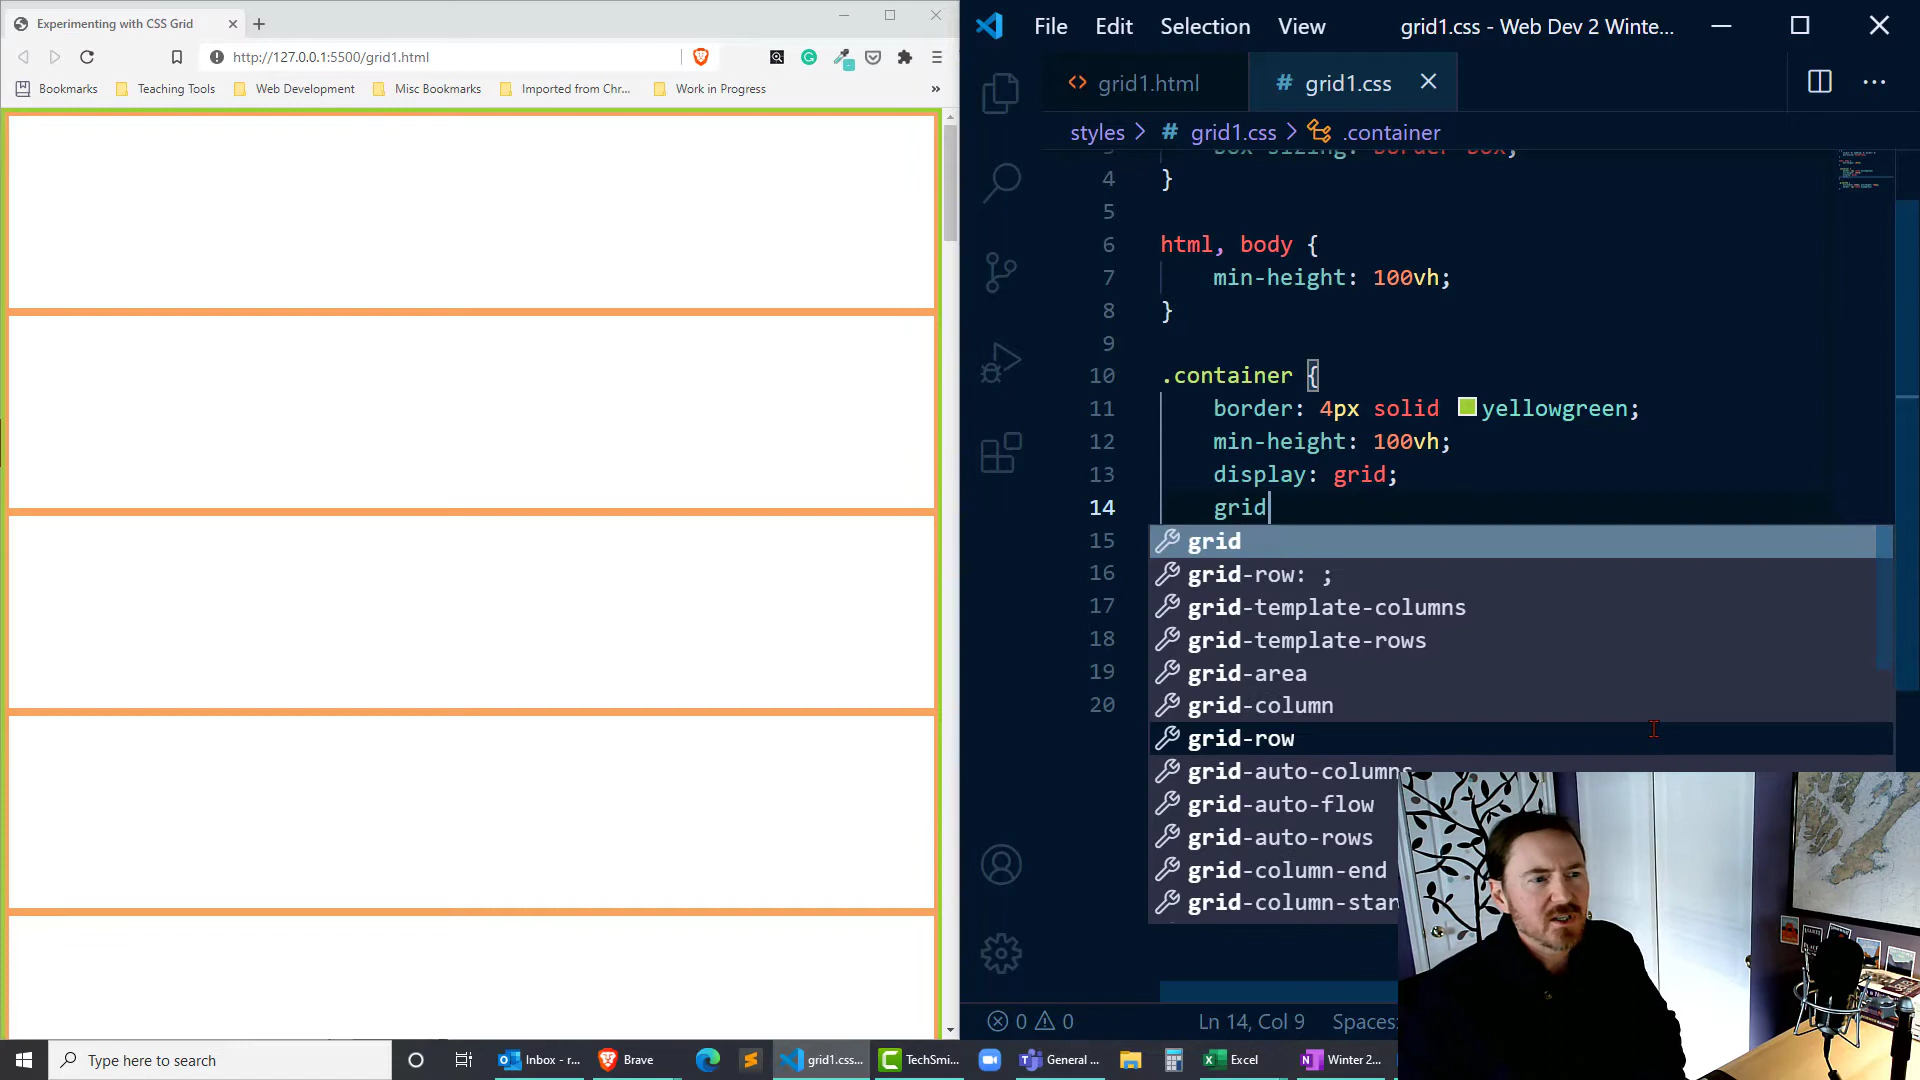 Experimenting with CSS Grid
http://127.0.0.1:5500/grid1.html
Bookmarks Teaching Tools Web Development Misc Bookmarks Imported from Chr... Work in Progress »
File Edit Selection View grid1.css - Web Dev 2 Winte...
grid1.html # grid1.css
styles > # grid1.css > .container
box-sizing: border-box;
4 }
5
6 html, body {
7 min-height: 100vh;
8 }
9
10 .container {
11 border: 4px solid yellowgreen;
12 min-height: 100vh;
13 display: grid;
14 grid
15 grid
16 grid-row: ;
17 grid-template-columns
18 grid-template-rows
19 grid-area
20 grid-column
grid-row
grid-auto-columns
grid-auto-flow
grid-auto-rows
grid-column-end
grid-column-star
0 0 Ln 14, Col 9 Spaces:
Type here to search
Inbox - r...
Brave
grid1.css...
TechSmi...
General ...
Excel
Winter 2...